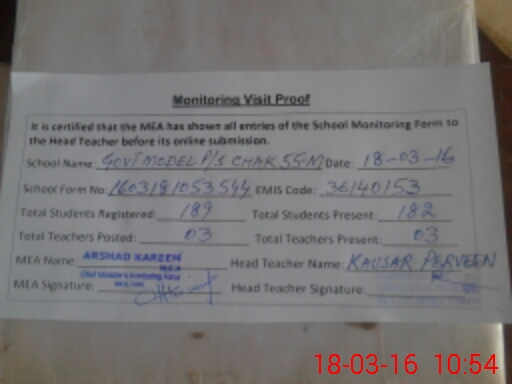 Monitoring Visit Proof
It is certified that the MEA has shown all entries of the School Monitoring Form to
the Head Teacher before its online submission.
School Name: GOVT MODEL P/S CHAK 55-M Date: 18-03-16
School Form No: 1603181053544 EMIS Code: 36140153
Total Students Registered: 189 Total Students Present: 182
Total Teachers Posted: 03 Total Teachers Present: 03
MEA Name: ARSHAD KAREEM Head Teacher Name: KAUSAR PERVEEN
M.E.A
Chief Minister's Monitoring Force
MEA Signature: Head Teacher Signature:
18-03-16 10:54